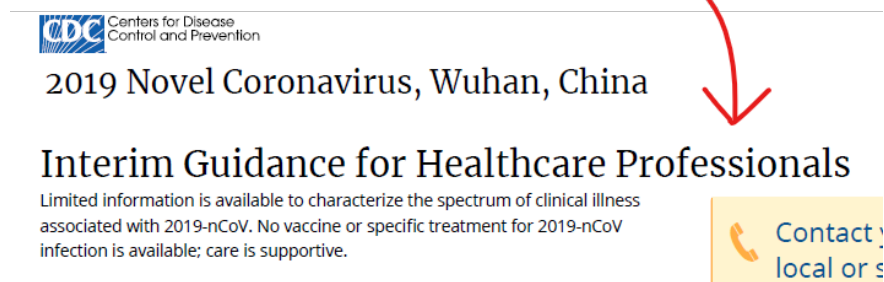 CDC Centers for Disease
Control and Prevention
2019 Novel Coronavirus, Wuhan, China
Interim Guidance for Healthcare Professionals
Limited information is available to characterize the spectrum of clinical illness
associated with 2019-nCoV. No vaccine or specific treatment for 2019-nCoV
infection is available; care is supportive.
Contact
local or